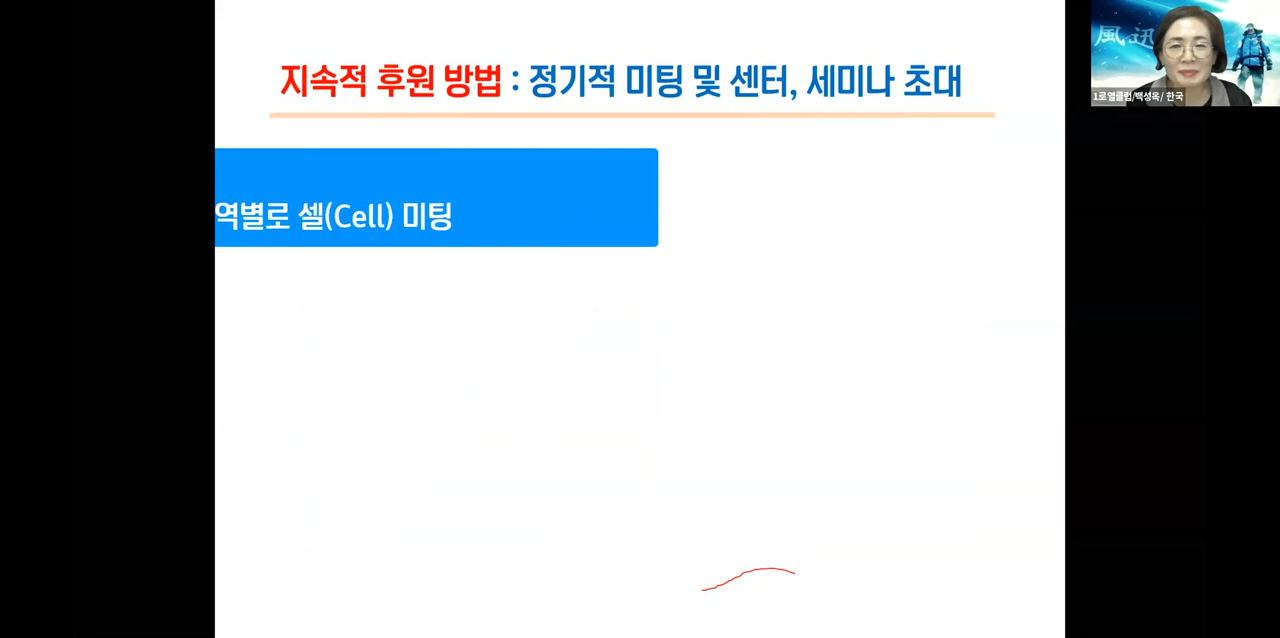 지속적 후원 방법 : 정기적 미팅 및 센터, 세미나 초대
역별로 셀(Cell) 미팅
風迅
1로열클럽/백성옥/ 한국